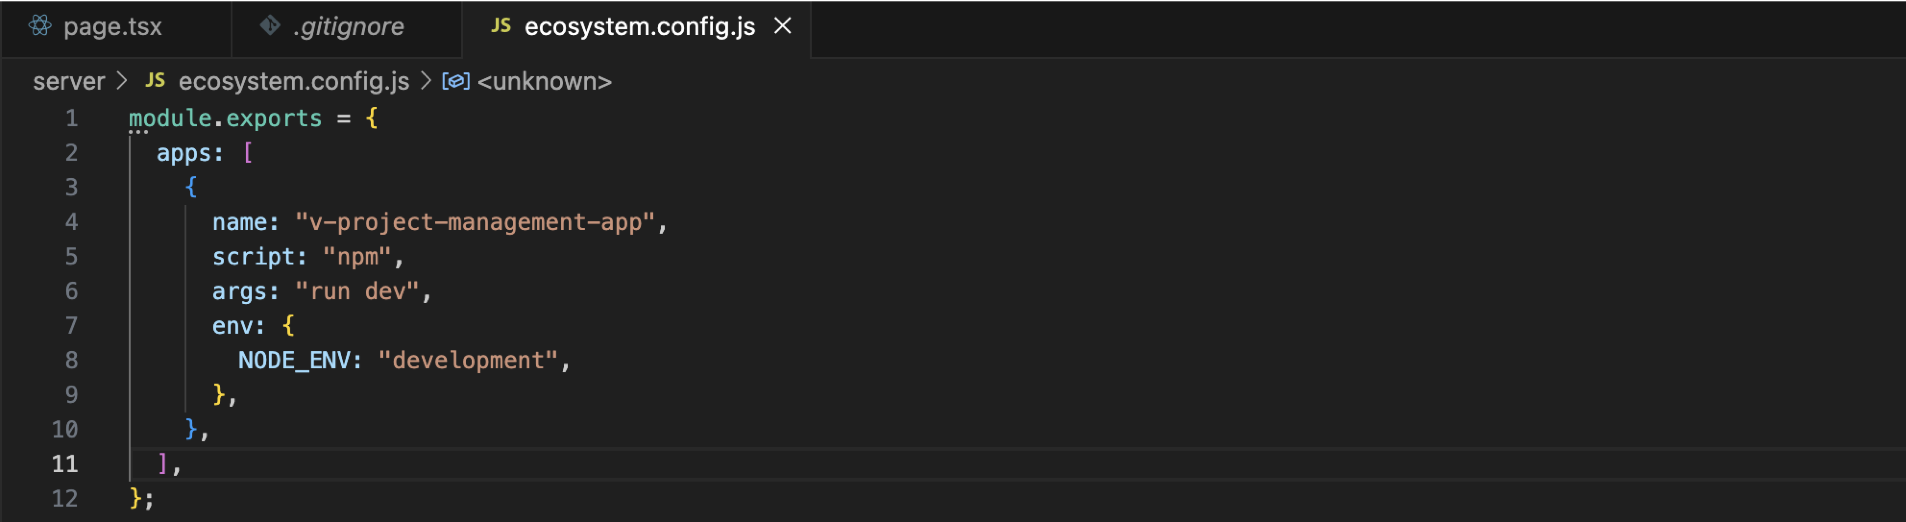 page.tsx .gitignore JS ecosystem.config.js
server > JS ecosystem.config.js > <unknown>
1 module.exports = {
2 apps: [
3 {
4 name: "v-project-management-app",
5 script: "npm",
6 args: "run dev",
7 env: {
8 NODE_ENV: "development",
9 },
10 },
11 ],
12 };